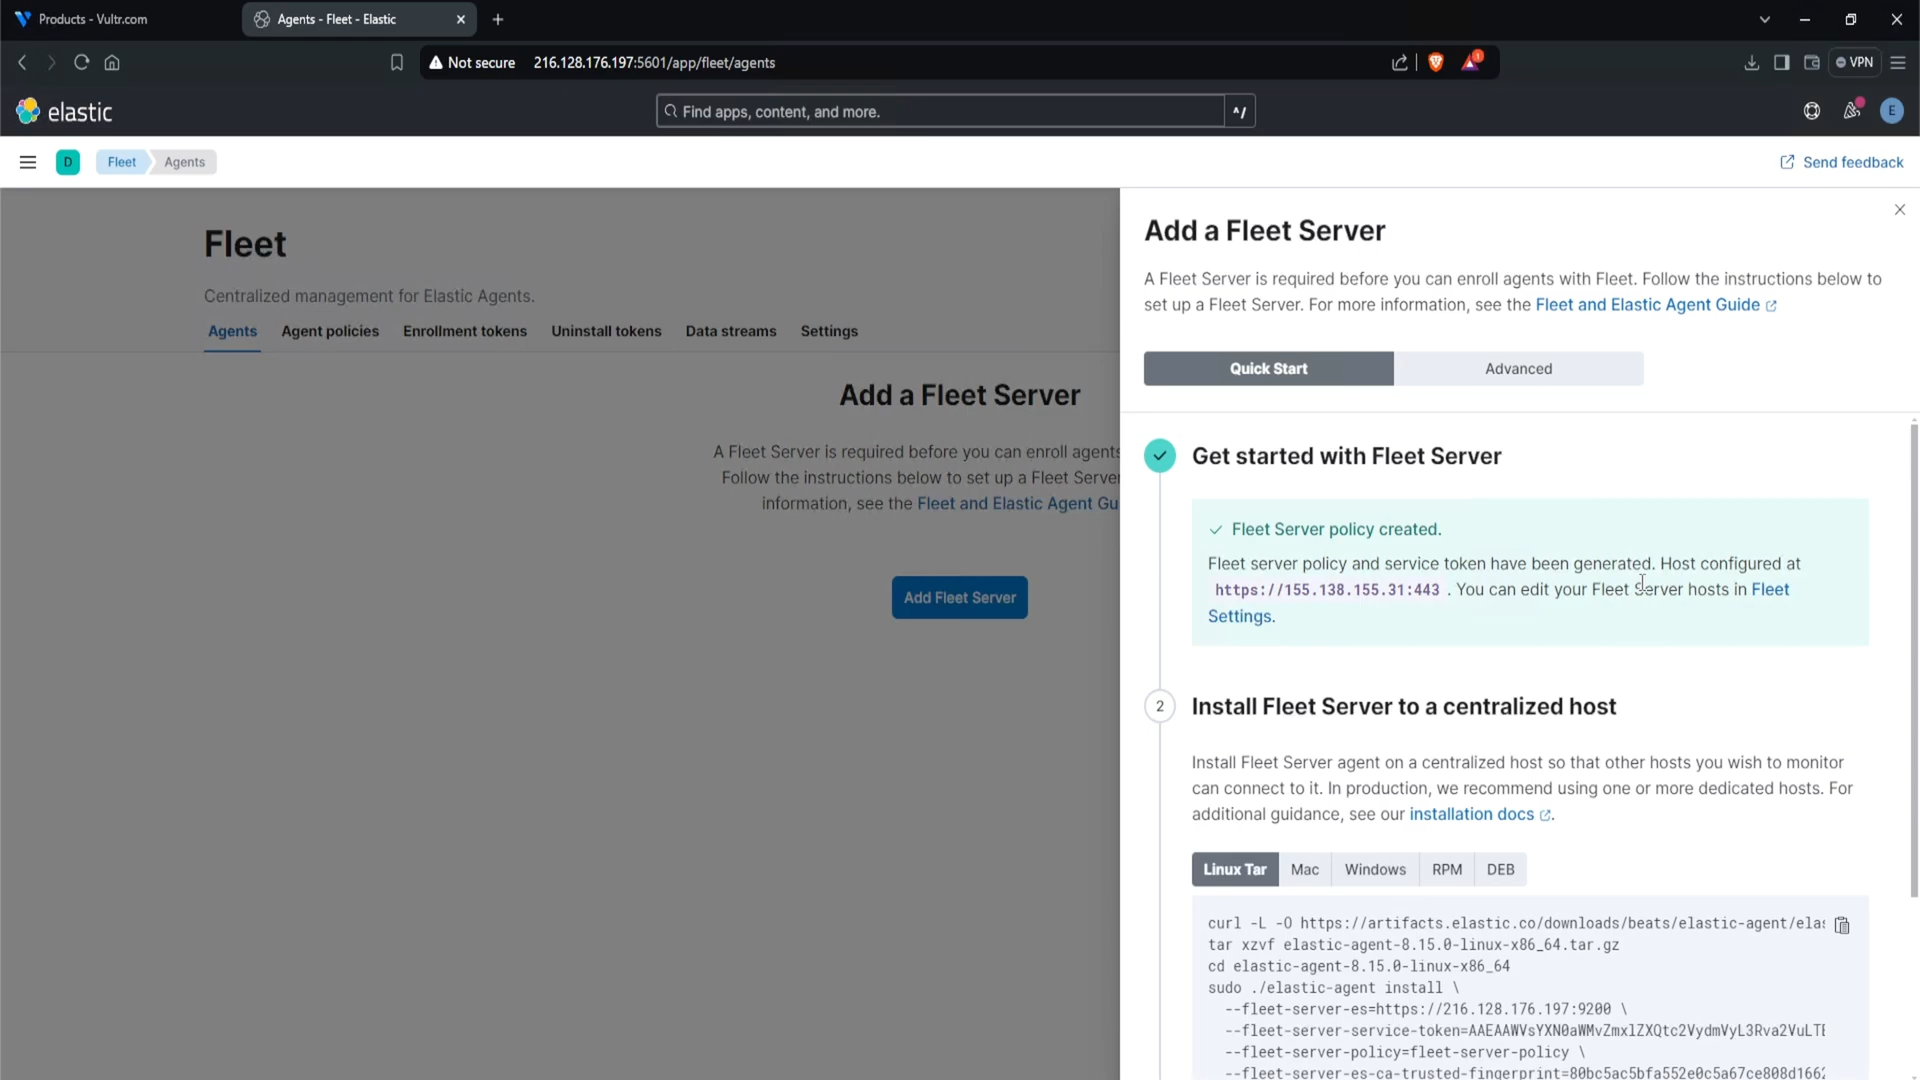 Products - Vultr.com
Agents - Fleet - Elastic
Not secure
216.128.176.197:5601/app/fleet/agents
1
VPN
elastic
Find apps, content, and more.
^/
E
D
Fleet
Agents
Send feedback
Fleet
Centralized management for Elastic Agents.
Agents
Agent policies
Enrollment tokens
Uninstall tokens
Data streams
Settings
Add a Fleet Server
A Fleet Server is required before you can enroll agents
Follow the instructions below to set up a Fleet Server
information, see the Fleet and Elastic Agent Gu
Add Fleet Server
Add a Fleet Server
A Fleet Server is required before you can enroll agents with Fleet. Follow the instructions below to
set up a Fleet Server. For more information, see the Fleet and Elastic Agent Guide
Quick Start
Advanced
Get started with Fleet Server
Fleet Server policy created.
Fleet server policy and service token have been generated. Host configured at
https://155.138.155.31:443 . You can edit your Fleet Server hosts in Fleet
Settings.
2
Install Fleet Server to a centralized host
Install Fleet Server agent on a centralized host so that other hosts you wish to monitor
can connect to it. In production, we recommend using one or more dedicated hosts. For
additional guidance, see our installation docs .
Linux Tar
Mac
Windows
RPM
DEB
curl -L -O https://artifacts.elastic.co/downloads/beats/elastic-agent/elas
tar xzvf elastic-agent-8.15.0-linux-x86_64.tar.gz
cd elastic-agent-8.15.0-linux-x86_64
sudo ./elastic-agent install \
--fleet-server-es=https://216.128.176.197:9200 \
--fleet-server-service-token=AAEAAWVsYXN0aWMvZmxlZXQtc2VydmVyL3Rva2VuLTE
--fleet-server-policy=fleet-server-policy \
--fleet-server-es-ca-trusted-fingerprint=80bc5ac5bfa552e0c5a67ce808d1662